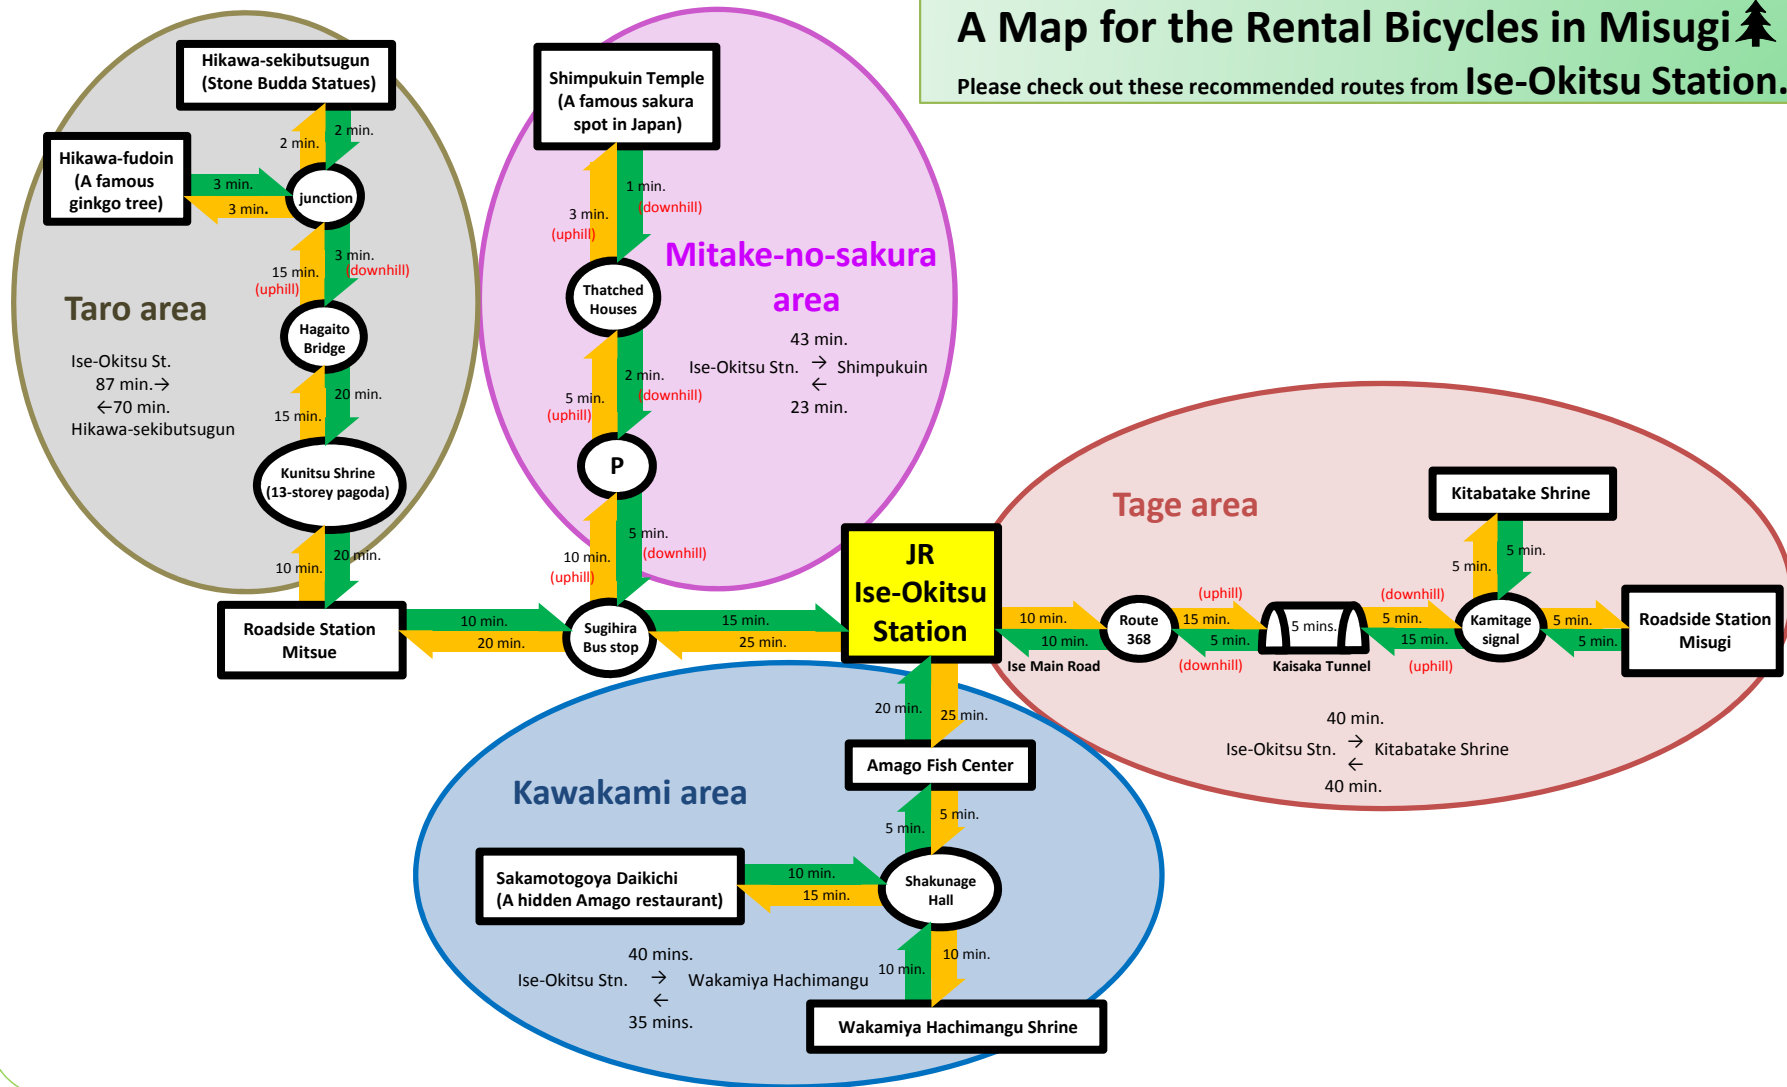 A Map for the Rental Bicycles in Misugi
Please check out these recommended routes from Ise-Okitsu Station.
Hikawa-sekibutsugun
(Stone Budda Statues)
2 min.
2 min.
Hikawa-fudoin
(A famous
ginkgo tree)
3 min.
3 min.
junction
3 min.
(downhill)
15 min.
(uphill)
Taro area
Hagaito
Bridge
Ise-Okitsu St.
87 min.→
←70 min.
Hikawa-sekibutsugun
20 min.
15 min.
Kunitsu Shrine
(13-storey pagoda)
20 min.
10 min.
Roadside Station
Mitsue
10 min.
20 min.
Shimpukuin Temple
(A famous sakura
spot in Japan)
1 min.
(downhill)
3 min.
(uphill)
Mitake-no-sakura
area
Thatched
Houses
43 min.
Ise-Okitsu Stn. → Shimpukuin
←
23 min.
2 min.
(downhill)
5 min.
(uphill)
P
5 min.
(downhill)
10 min.
(uphill)
Sugihira
Bus stop
15 min.
25 min.
JR
Ise-Okitsu
Station
Tage area
Kitabatake Shrine
5 min.
5 min.
10 min.
10 min.
Ise Main Road
Route
368
(uphill)
15 min.
5 min.
(downhill)
5 mins.
Kaisaka Tunnel
(downhill)
5 min.
15 min.
(uphill)
Kamitage
signal
5 min.
5 min.
Roadside Station
Misugi
40 min.
Ise-Okitsu Stn. → Kitabatake Shrine
←
40 min.
20 min.
25 min.
Amago Fish Center
Kawakami area
5 min.
5 min.
Sakamotogoya Daikichi
(A hidden Amago restaurant)
10 min.
15 min.
Shakunage
Hall
40 mins.
Ise-Okitsu Stn. → Wakamiya Hachimangu
←
35 mins.
10 min.
10 min.
Wakamiya Hachimangu Shrine